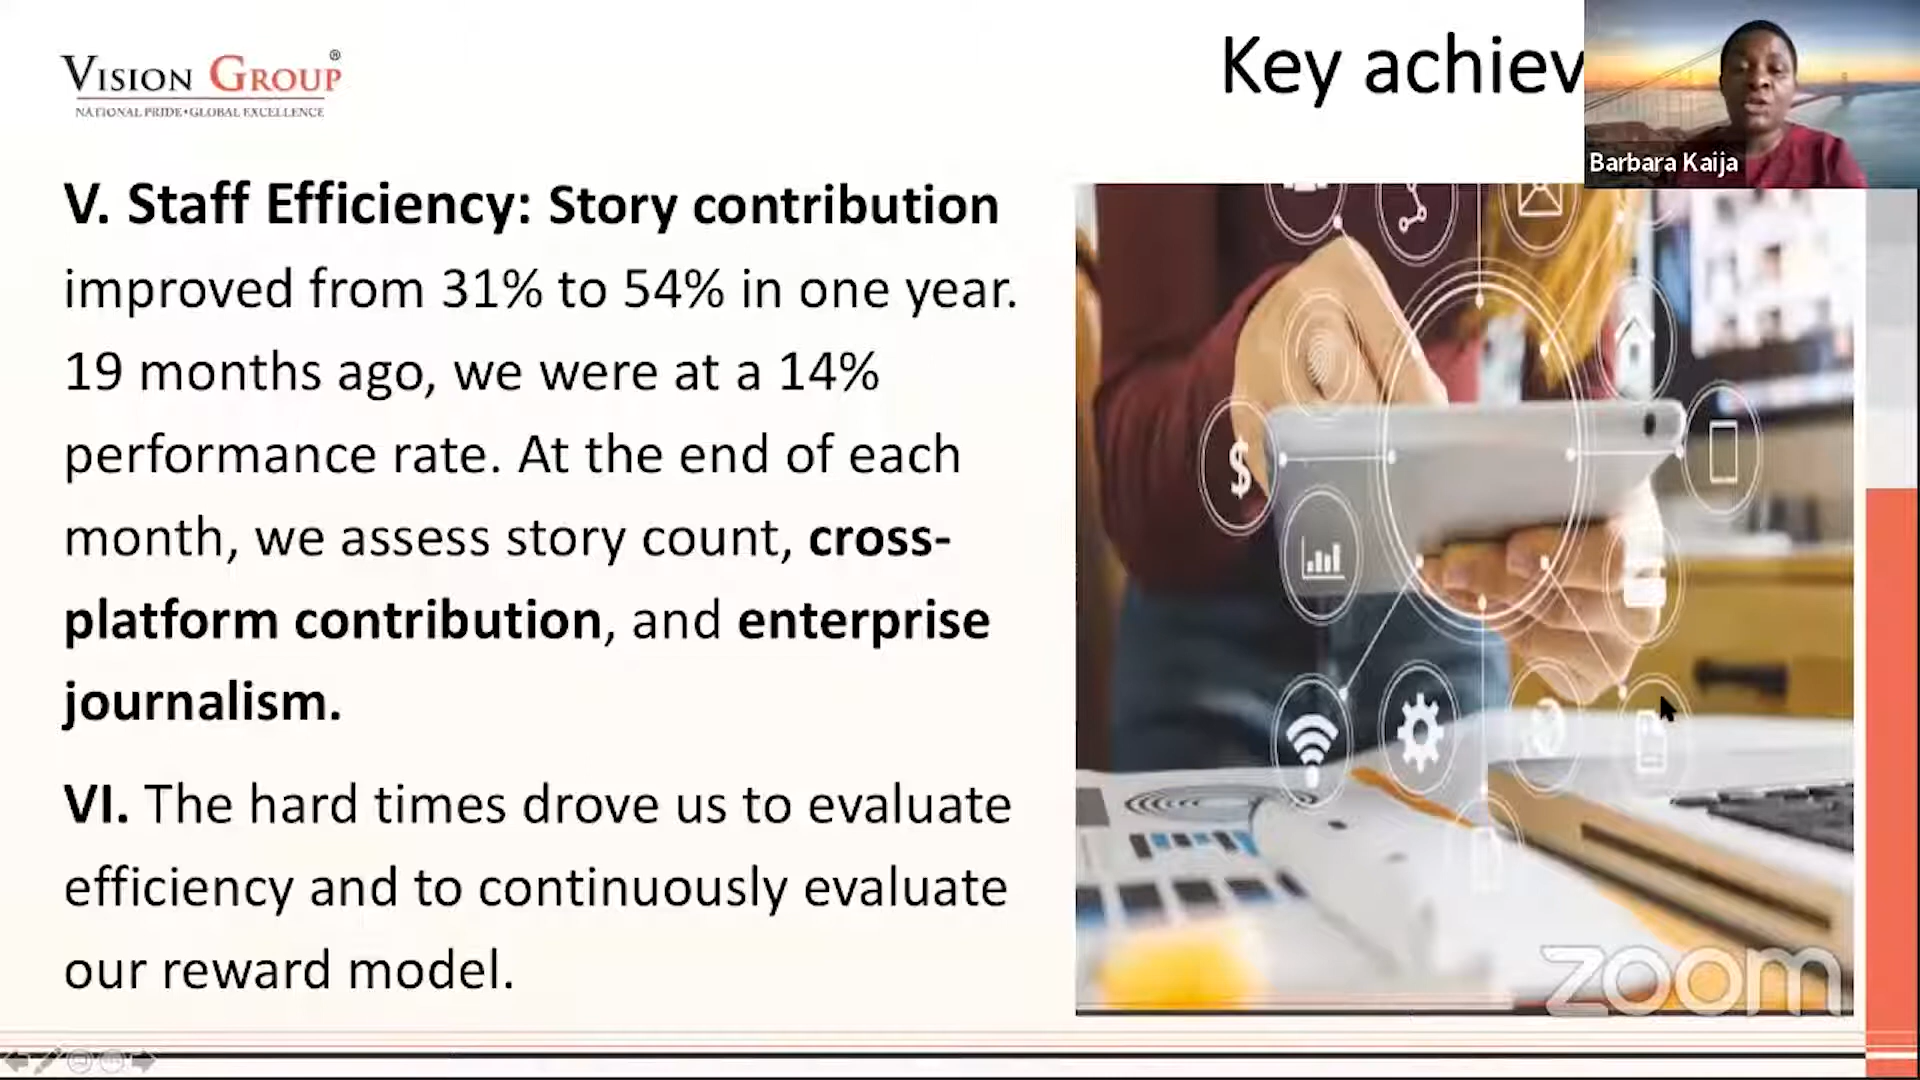 VISION GROUP®
NATIONAL PRIDE•GLOBAL EXCELLENCE
Key achiev
Barbara Kaija
V. Staff Efficiency: Story contribution
improved from 31% to 54% in one year.
19 months ago, we were at a 14%
performance rate. At the end of each
month, we assess story count, cross-
platform contribution, and enterprise
journalism.
VI. The hard times drove us to evaluate
efficiency and to continuously evaluate
our reward model.
$
zoom